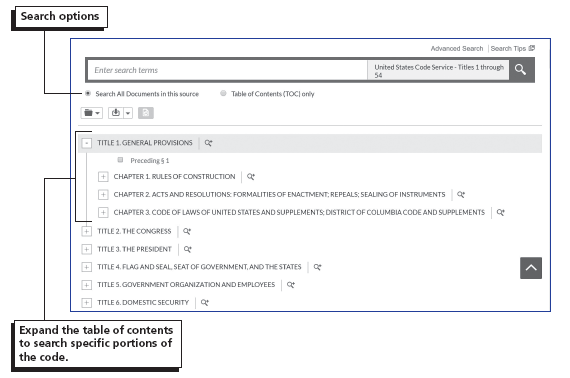 Search options
Advanced Search | Search Tips
Enter search terms
United States Code Service - Titles 1 through
54
Search All Documents in this source
Table of Contents (TOC) only
TITLE 1. GENERAL PROVISIONS
Preceding § 1
CHAPTER 1. RULES OF CONSTRUCTION
CHAPTER 2. ACTS AND RESOLUTIONS; FORMALITIES OF ENACTMENT; REPEALS; SEALING OF INSTRUMENTS
CHAPTER 3. CODE OF LAWS OF UNITED STATES AND SUPPLEMENTS; DISTRICT OF COLUMBIA CODE AND SUPPLEMENTS
TITLE 2. THE CONGRESS
TITLE 3. THE PRESIDENT
TITLE 4. FLAG AND SEAL, SEAT OF GOVERNMENT, AND THE STATES
TITLE 5. GOVERNMENT ORGANIZATION AND EMPLOYEES
TITLE 6. DOMESTIC SECURITY
Expand the table of contents
to search specific portions of
the code.